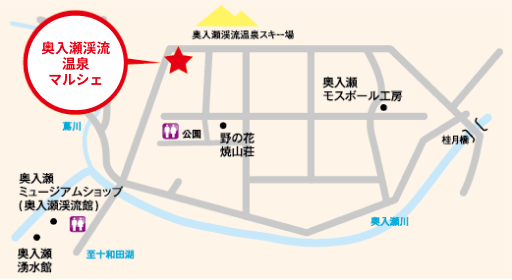 奥入瀬渓流
温泉
マルシェ
奥入瀬渓流温泉スキー場
奥入瀬
モスボール工房
蔦川
公園
野の花
焼山荘
桂月橋
奥入瀬
ミュージアムショップ
(奥入瀬渓流館)
奥入瀬川
奥入瀬
湧水館
至十和田湖